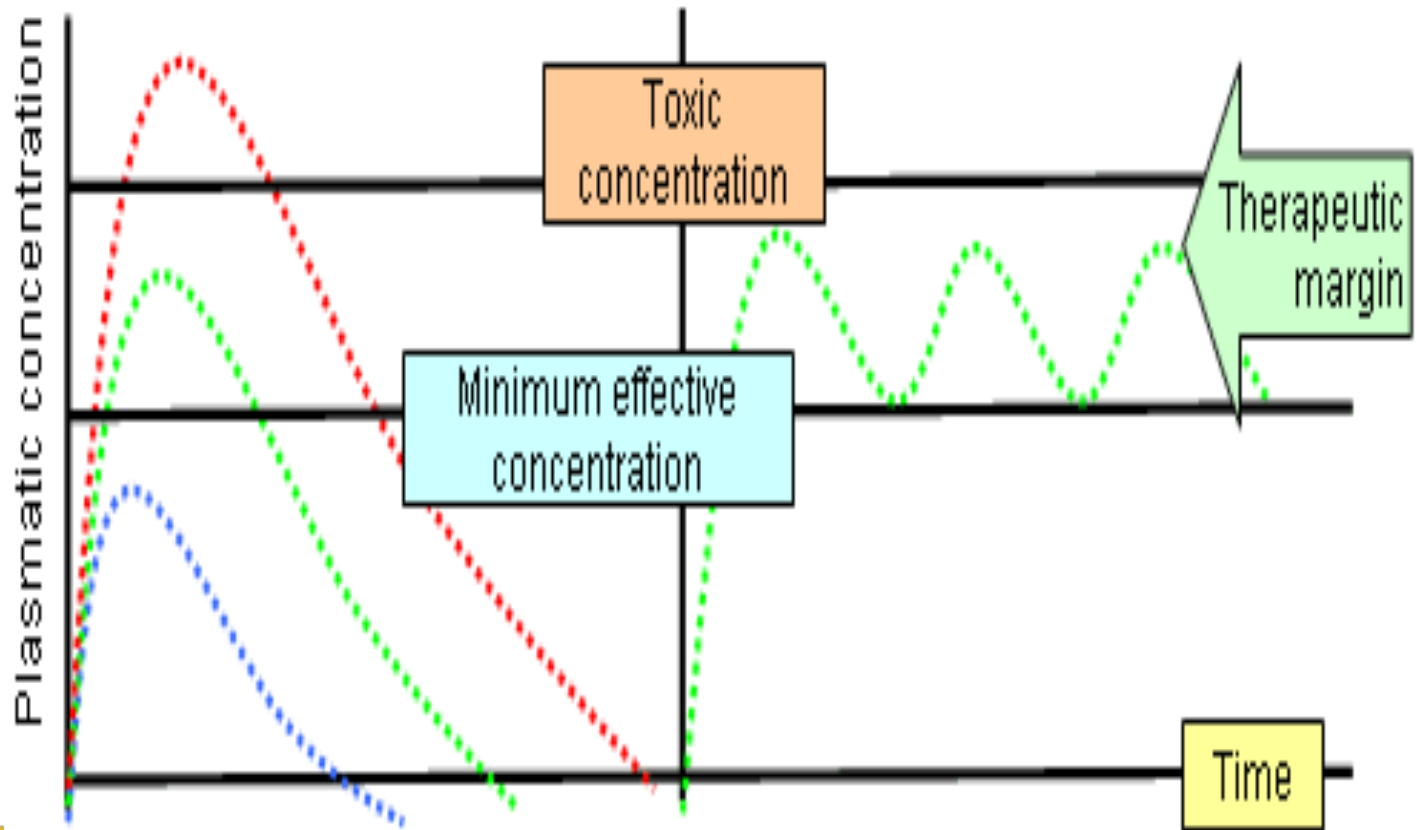 Plasmatic concentration
Toxic
concentration
Therapeutic
margin
Minimum effective
concentration
Time